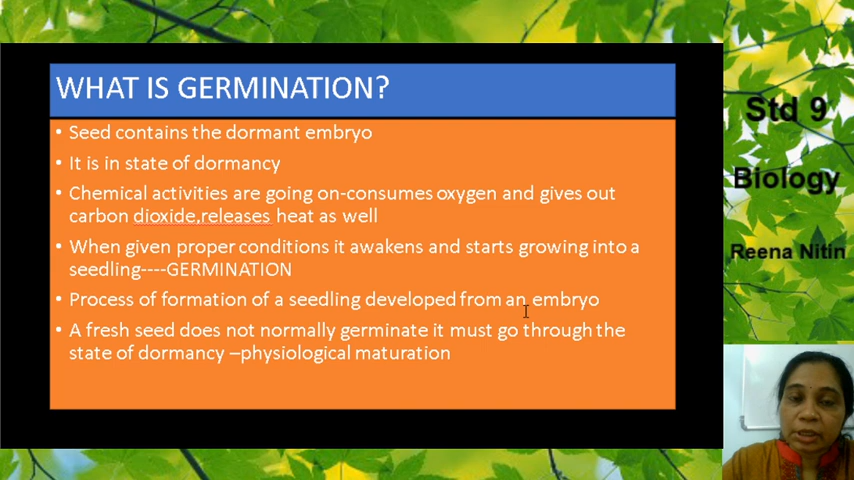 WHAT IS GERMINATION?
• Seed contains the dormant embryo
• It is in state of dormancy
• Chemical activities are going on-consumes oxygen and gives out
carbon dioxide,releases heat as well
• When given proper conditions it awakens and starts growing into a
seedling----GERMINATION
• Process of formation of a seedling developed from an embryo
• A fresh seed does not normally germinate it must go through the
state of dormancy –physiological maturation
Std 9
Biology
Reena Nitin